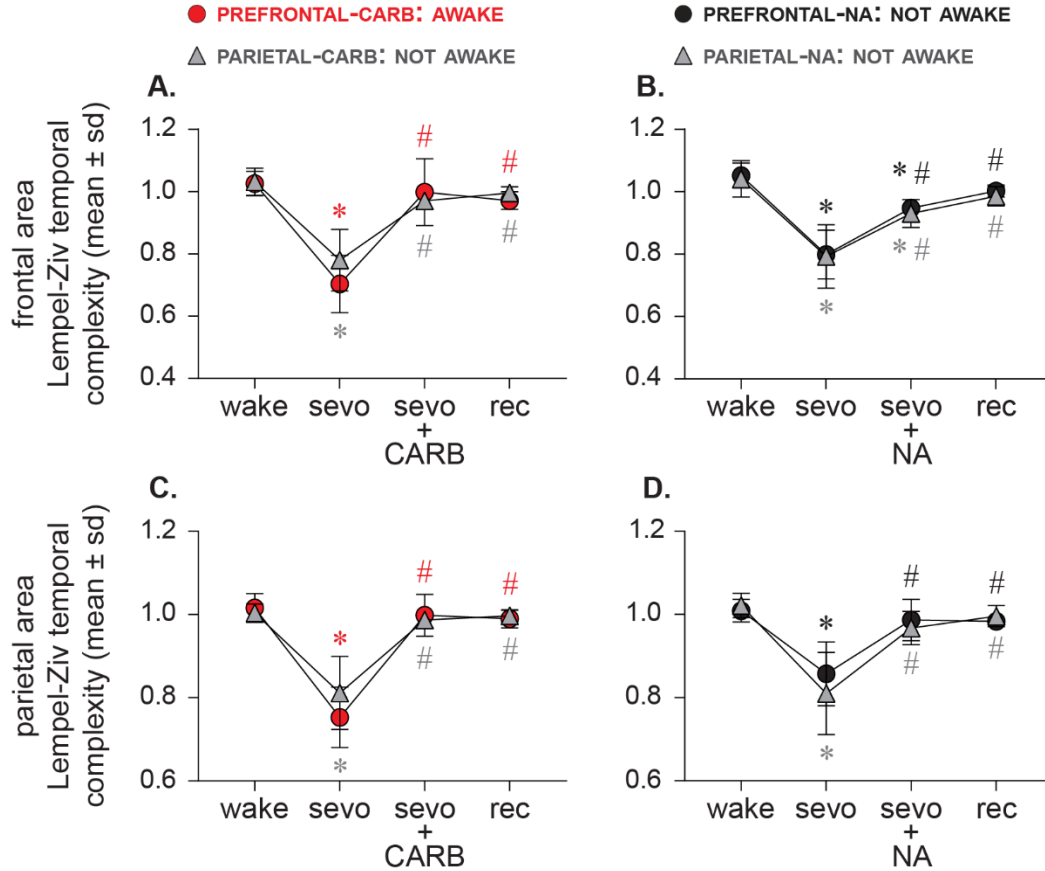 PREFRONTAL-CARB: AWAKE
PARIETAL-CARB: NOT AWAKE
PREFRONTAL-NA: NOT AWAKE
PARIETAL-NA: NOT AWAKE
A.
frontal area
Lempel-Ziv temporal
complexity (mean ± sd)
1.2
1.0
0.8
0.6
0.4
*
*
#
#
#
#
wake sevo sevo rec
+
CARB
B.
1.2
1.0
0.8
0.6
0.4
*
*
* #
* #
#
#
wake sevo sevo rec
+
NA
C.
parietal area
Lempel-Ziv temporal
complexity (mean ± sd)
1.2
1.0
0.8
0.6
*
*
#
#
#
#
wake sevo sevo rec
+
CARB
D.
1.2
1.0
0.8
0.6
*
*
#
#
#
#
wake sevo sevo rec
+
NA